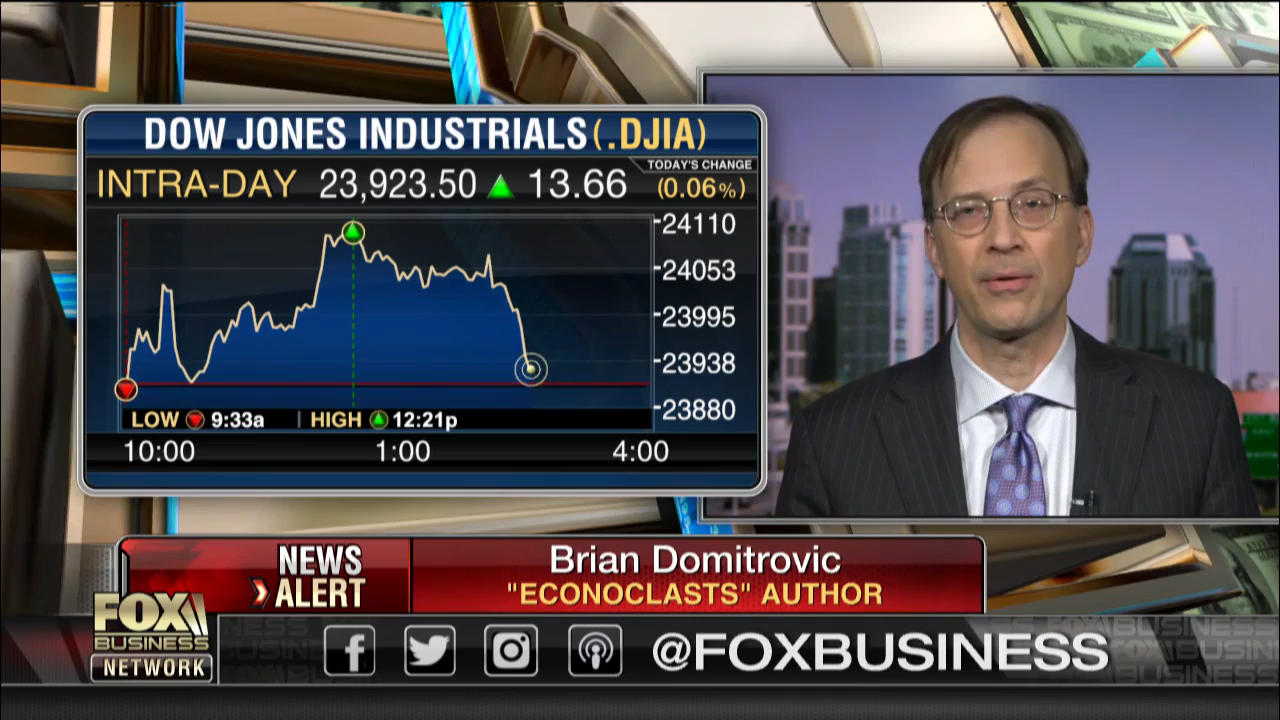 DOW JONES INDUSTRIALS (.DJIA)
TODAY'S CHANGE
INTRA-DAY 23,923.50 13.66 (0.06%)
24110
24053
23995
23938
23880
LOW 9:33a | HIGH 12:21p
10:00 1:00 4:00
NEWS ALERT
Brian Domitrovic
"ECONOCLASTS" AUTHOR
FOX
BUSINESS
NETWORK
@FOXBUSINESS